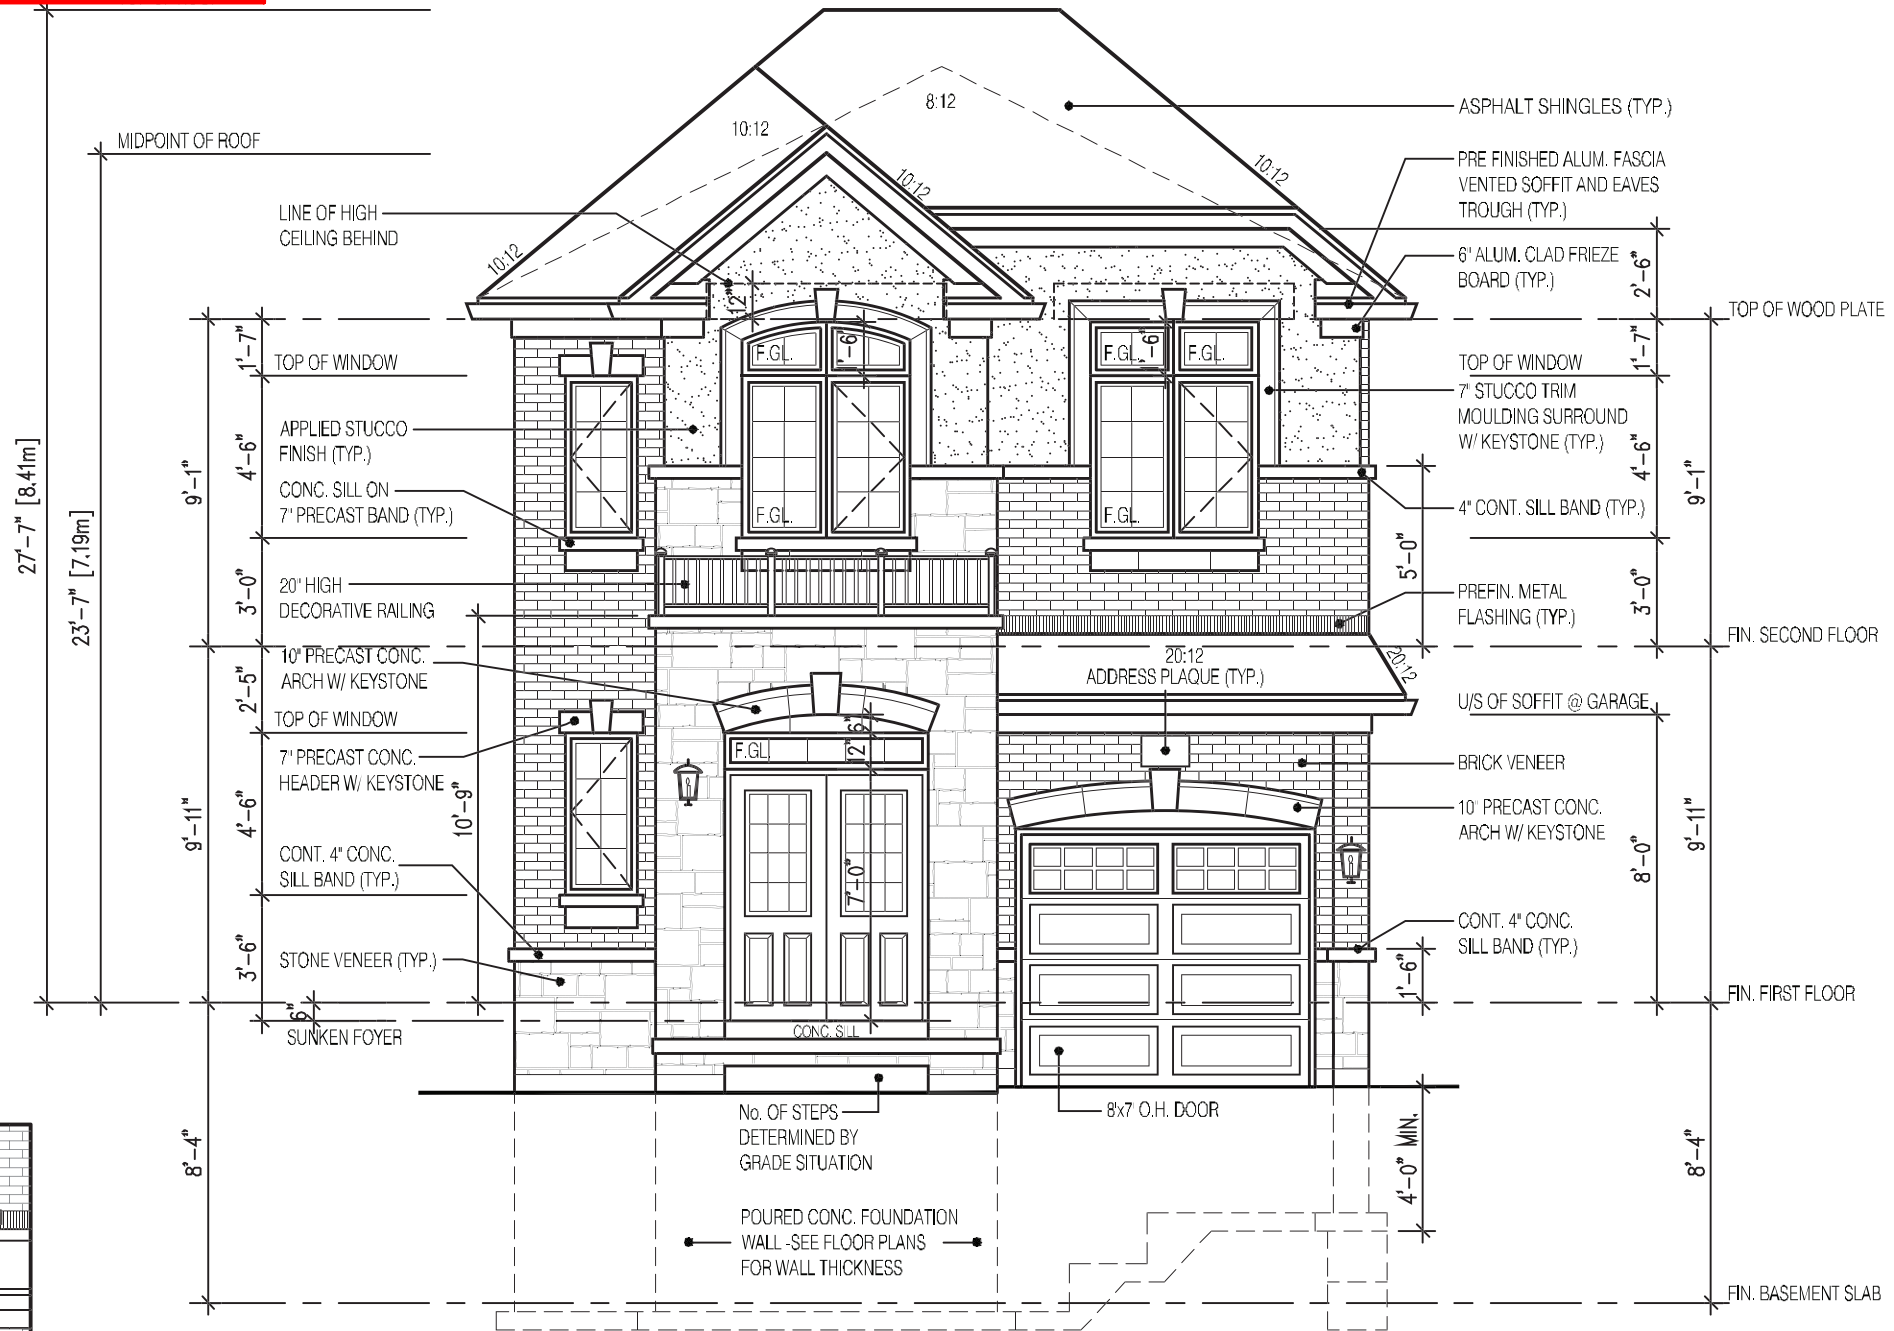 8:12
10:12
ASPHALT SHINGLES (TYP.)
MIDPOINT OF ROOF
PRE FINISHED ALUM. FASCIA
VENTED SOFFIT AND EAVES
TROUGH (TYP.)
10:12
10:12
LINE OF HIGH
CEILING BEHIND
10:12
6" ALUM. CLAD FRIEZE
BOARD (TYP.)
2'-6"
12"
TOP OF WOOD PLATE
1'-7"
TOP OF WINDOW
F.GL.
1'-6"
F.GL.
1'-6"
F.GL.
TOP OF WINDOW
1'-7"
7" STUCCO TRIM
MOULDING SURROUND
W/ KEYSTONE (TYP.)
APPLIED STUCCO
FINISH (TYP.)
4'-6"
4'-6"
9'-1"
9'-1"
27'-7" [8.41m]
23'-7" [7.19m]
CONC. SILL ON
7" PRECAST BAND (TYP.)
F.GL.
F.GL.
4" CONT. SILL BAND (TYP.)
5'-0"
20" HIGH
DECORATIVE RAILING
3'-0"
3'-0"
PREFIN. METAL
FLASHING (TYP.)
FIN. SECOND FLOOR
10" PRECAST CONC.
ARCH W/ KEYSTONE
20:12
20:12
ADDRESS PLAQUE (TYP.)
2'-5"
U/S OF SOFFIT @ GARAGE
TOP OF WINDOW
6"
F.GL.
12"
7" PRECAST CONC.
HEADER W/ KEYSTONE
BRICK VENEER
10" PRECAST CONC.
ARCH W/ KEYSTONE
9'-11"
4'-6"
10'-9"
7'-0"
8'-0"
9'-11"
CONT. 4" CONC.
SILL BAND (TYP.)
CONT. 4" CONC.
SILL BAND (TYP.)
3'-6"
STONE VENEER (TYP.)
1'-6"
FIN. FIRST FLOOR
6"
SUNKEN FOYER
CONC. SILL
No. OF STEPS
DETERMINED BY
GRADE SITUATION
8'x7' O.H. DOOR
8'-4"
4'-0" MIN.
8'-4"
POURED CONC. FOUNDATION
WALL -SEE FLOOR PLANS
FOR WALL THICKNESS
FIN. BASEMENT SLAB